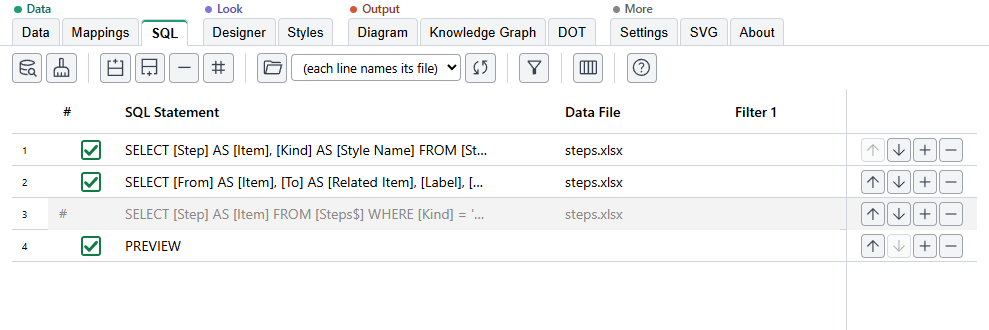 Data Look Output More
Data Mappings SQL Designer Styles Diagram Knowledge Graph DOT Settings SVG About
(each line names its file)
# SQL Statement Data File Filter 1
1 SELECT [Step] AS [Item], [Kind] AS [Style Name] FROM [St... steps.xlsx
2 SELECT [From] AS [Item], [To] AS [Related Item], [Label], [... steps.xlsx
3 # SELECT [Step] AS [Item] FROM [Steps$] WHERE [Kind] = '... steps.xlsx
4 PREVIEW